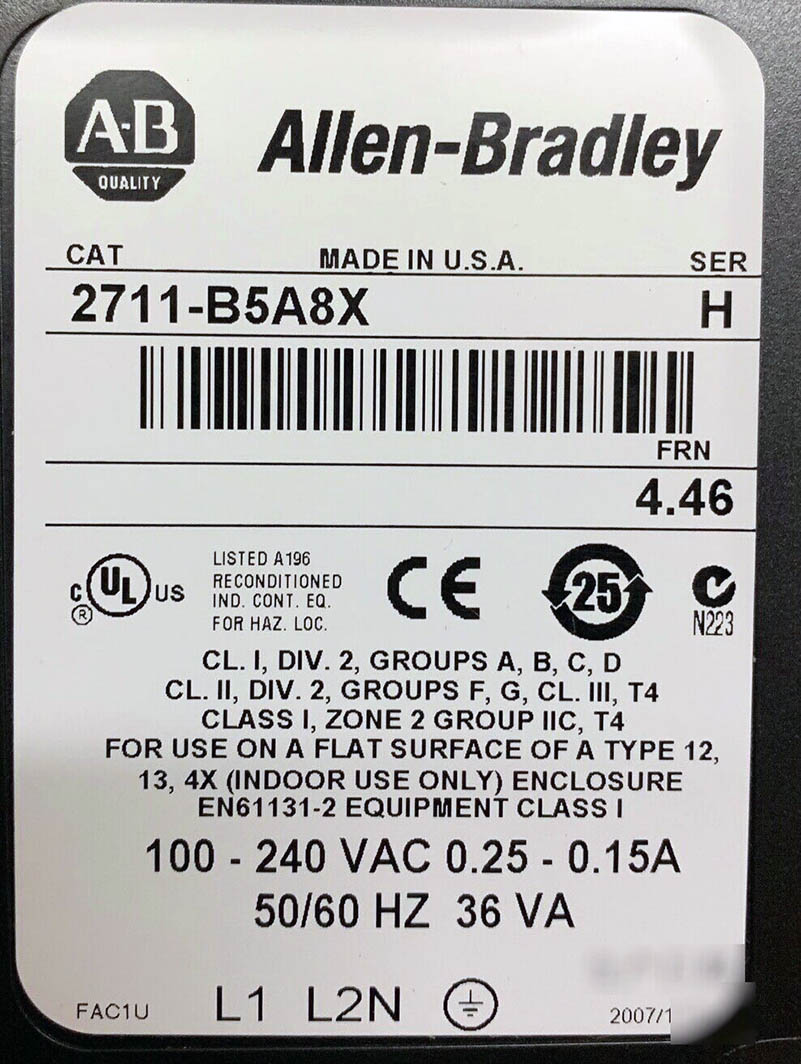 A-B
QUALITY
Allen-Bradley
CAT MADE IN U.S.A. SER
2711-B5A8X H
FRN
4.46
C UL US
®
LISTED A196
RECONDITIONED
IND. CONT. EQ.
FOR HAZ. LOC.
CE
25
N223
CL. I, DIV. 2, GROUPS A, B, C, D
CL. II, DIV. 2, GROUPS F, G, CL. III, T4
CLASS I, ZONE 2 GROUP IIC, T4
FOR USE ON A FLAT SURFACE OF A TYPE 12,
13, 4X (INDOOR USE ONLY) ENCLOSURE
EN61131-2 EQUIPMENT CLASS I
100 - 240 VAC 0.25 - 0.15A
50/60 HZ 36 VA
FAC1U L1 L2N 2007/1